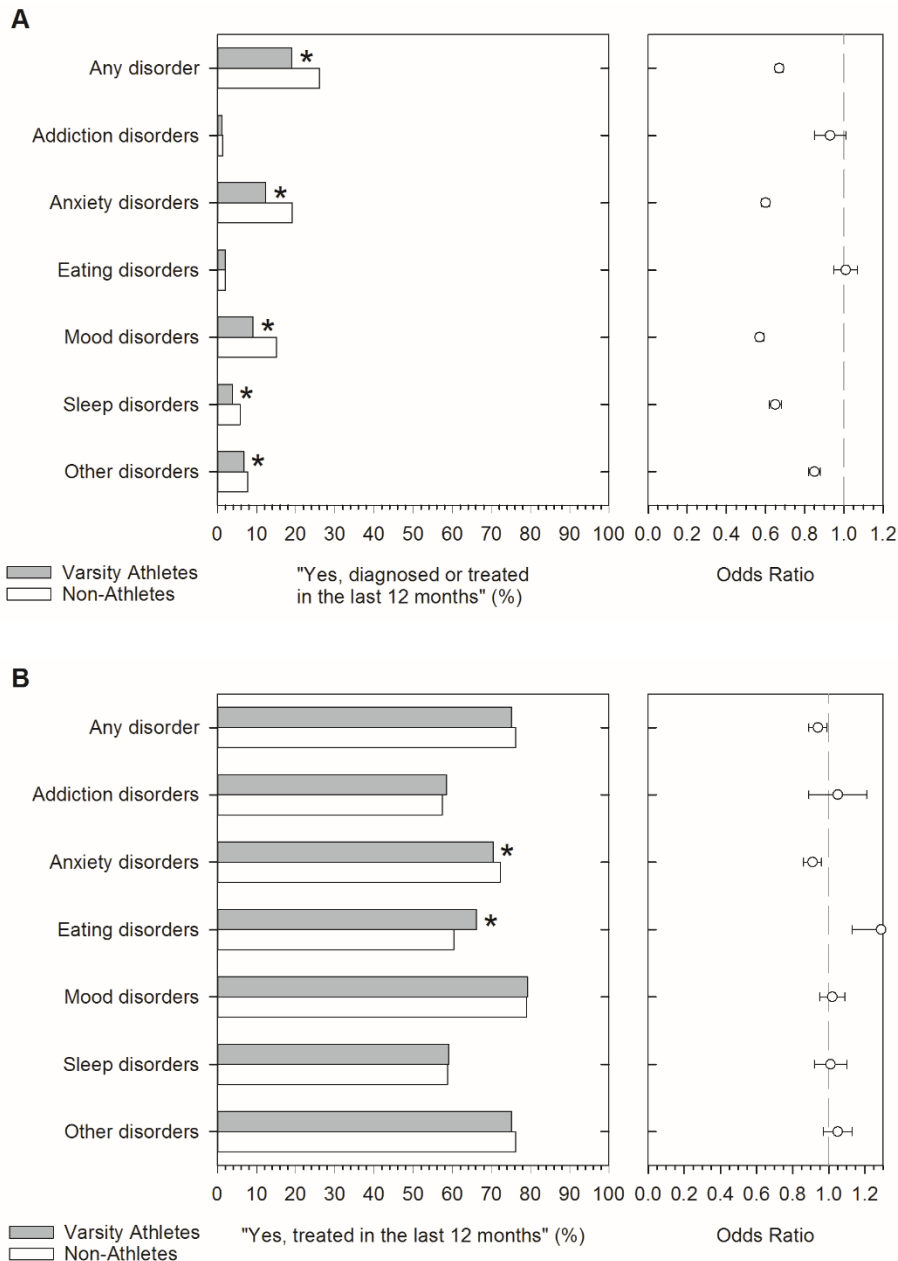 A
Any disorder
*
Addiction disorders
Anxiety disorders
*
Eating disorders
Mood disorders
*
Sleep disorders
*
Other disorders
*
0 10 20 30 40 50 60 70 80 90 100
0.0 0.2 0.4 0.6 0.8 1.0 1.2
Varsity Athletes
Non-Athletes
"Yes, diagnosed or treated
in the last 12 months" (%)
Odds Ratio
B
Any disorder
Addiction disorders
Anxiety disorders
*
Eating disorders
*
Mood disorders
Sleep disorders
Other disorders
0 10 20 30 40 50 60 70 80 90 100
0.0 0.2 0.4 0.6 0.8 1.0 1.2
Varsity Athletes
Non-Athletes
"Yes, treated in the last 12 months" (%)
Odds Ratio